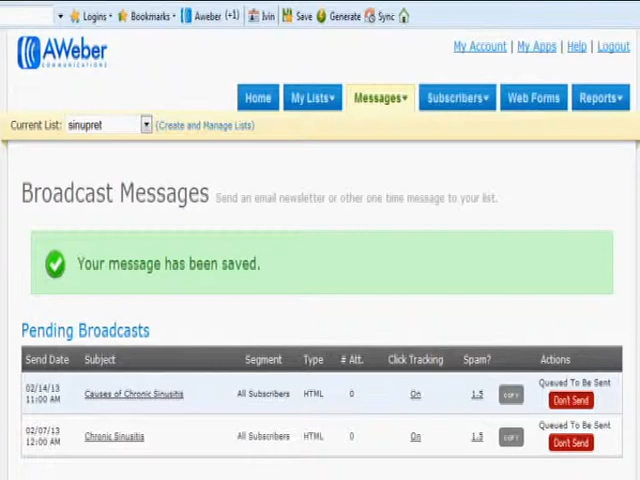 Logins Bookmarks Aweber (+1) Ivin Save Generate Sync
AWeber
COMMUNICATIONS
My Account | My Apps | Help | Logout
Home My Lists Messages Subscribers Web Forms Reports
Current List: sinupret (Create and Manage Lists)
Broadcast Messages Send an email newsletter or other one time message to your list.
Your message has been saved.
Pending Broadcasts
Send Date Subject Segment Type # Att. Click Tracking Spam? Actions
02/14/13 11:00 AM Causes of Chronic Sinusitis All Subscribers HTML 0 On 1.5 COPY Queued To Be Sent Don't Send
02/07/13 12:00 AM Chronic Sinusitis All Subscribers HTML 0 On 1.5 COPY Queued To Be Sent Don't Send